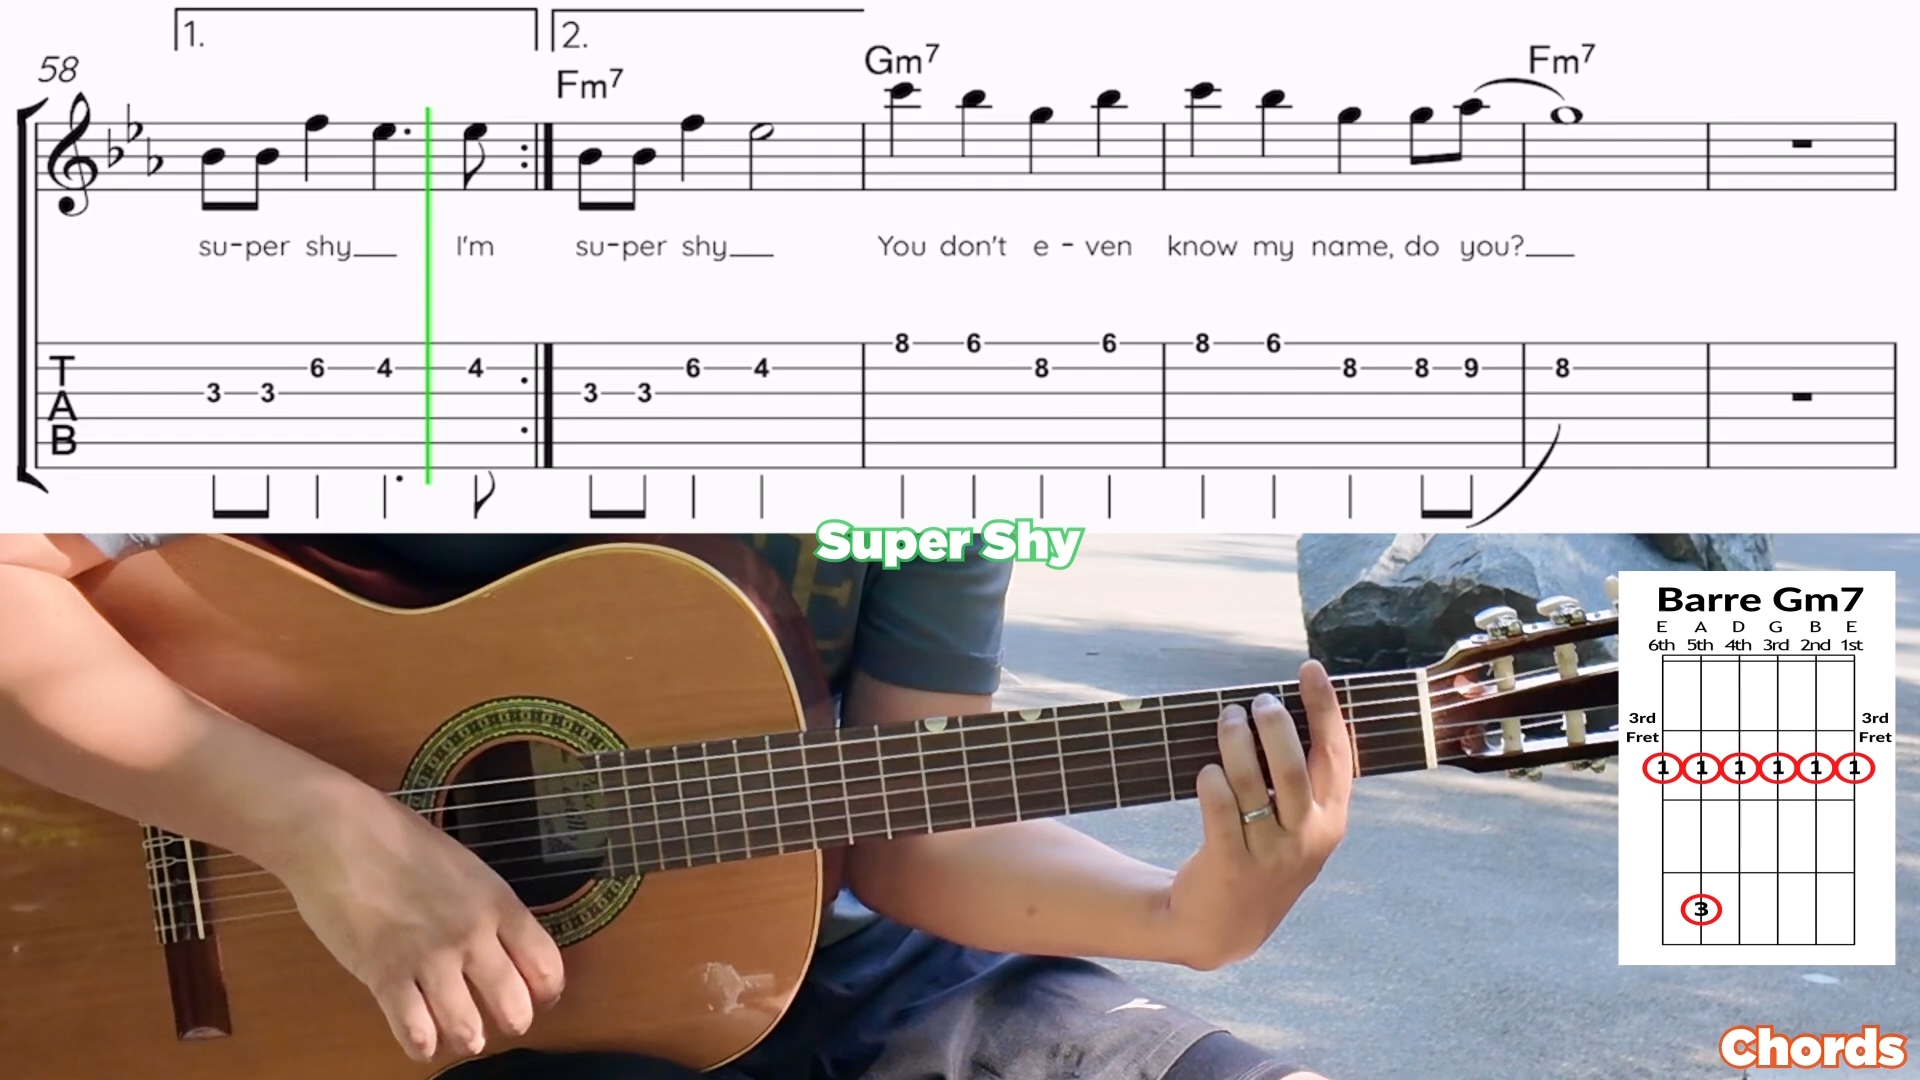 1.
2.
58
Fm7
Gm7
Fm7
su-per shy__ I'm su-per shy__ You don't e - ven know my name, do you?__
T
A
B
3 3 6 4 4 3 3 6 4 8 6 8 6 8 6 8 8 9 8
Super Shy
Barre Gm7
E A D G B E
6th 5th 4th 3rd 2nd 1st
3rd Fret
3rd Fret
1 1 1 1 1 1
3
Chords